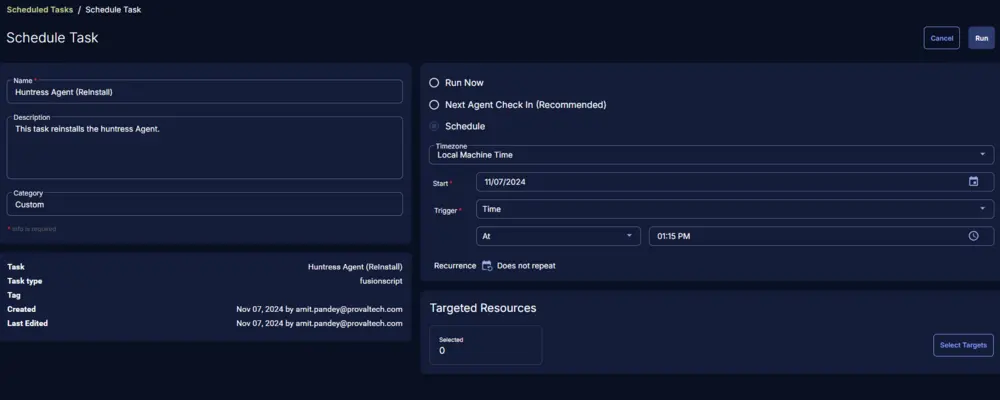 Scheduled Tasks / Schedule Task
Schedule Task
Cancel
Run
Name *
Huntress Agent (ReInstall)
Description
This task reinstalls the huntress Agent.
Category
Custom
* Info is required
Task Huntress Agent (ReInstall)
Task type fusionscript
Tag
Created Nov 07, 2024 by amit.pandey@provaltech.com
Last Edited Nov 07, 2024 by amit.pandey@provaltech.com
Run Now
Next Agent Check In (Recommended)
Schedule
Timezone
Local Machine Time
Start * 11/07/2024
Trigger * Time
At 01:15 PM
Recurrence Does not repeat
Targeted Resources
Selected
0
Select Targets